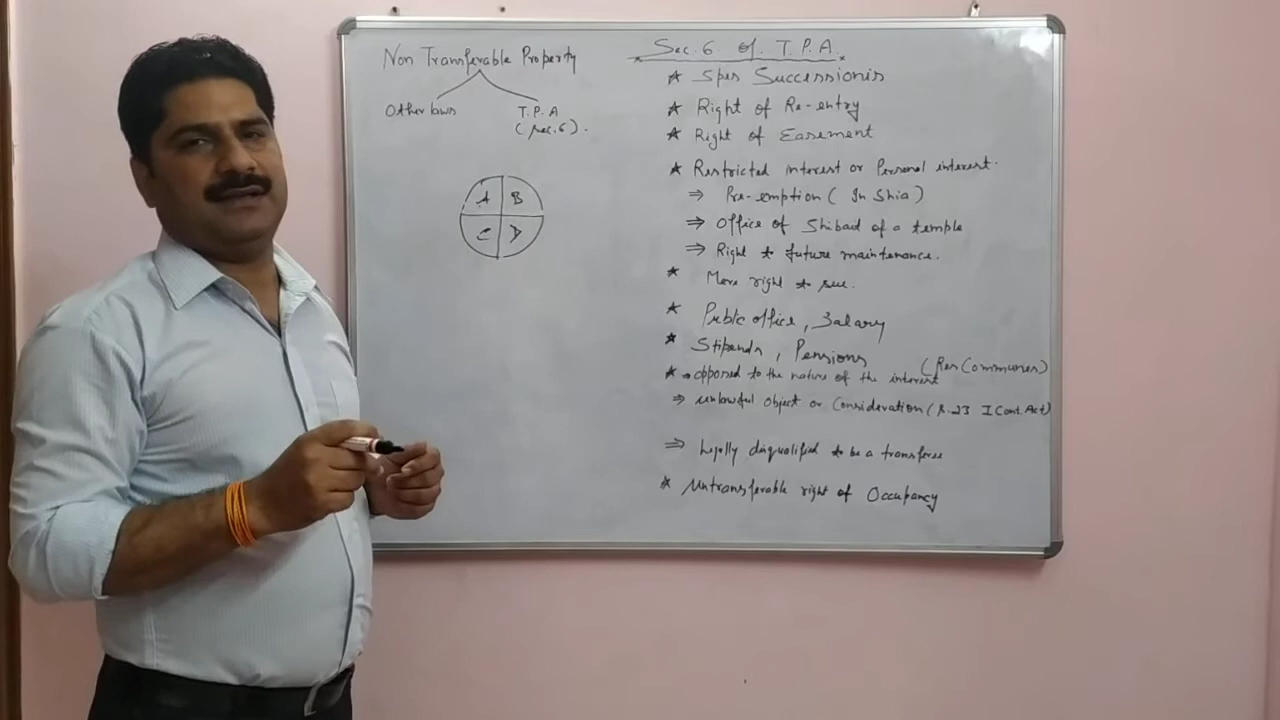 Non Transferable Property
Other laws
T.P.A
(Sec.6).
A B
C D
Sec.6 of T.P.A.
* Spes Successionis
* Right of Re-entry
* Right of Easement
* Restricted interest or Personal interest.
⇒ Pre-emption (In Shia)
⇒ Office of Shibait of a temple
⇒ Right to future maintenance.
* Mere right to sue.
* Public office, Salary
* Stipends, Pensions
* opposed to the nature of the interest (Res Communes)
⇒ unlawful object or Consideration (s.23 I Cont. Act)
⇒ Legally disqualified to be a transferee
* Untransferable right of Occupancy